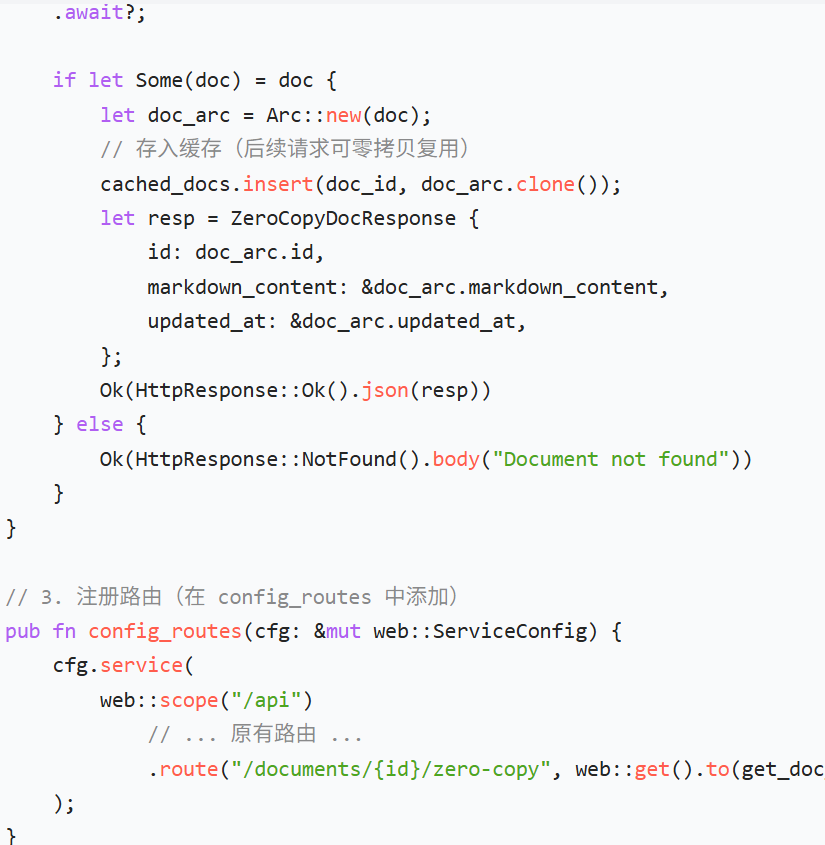 .await?;

    if let Some(doc) = doc {
        let doc_arc = Arc::new(doc);
        // 存入缓存（后续请求可零拷贝复用）
        cached_docs.insert(doc_id, doc_arc.clone());
        let resp = ZeroCopyDocResponse {
            id: doc_arc.id,
            markdown_content: &doc_arc.markdown_content,
            updated_at: &doc_arc.updated_at,
        };
        Ok(HttpResponse::Ok().json(resp))
    } else {
        Ok(HttpResponse::NotFound().body("Document not found"))
    }
}

// 3. 注册路由（在 config_routes 中添加）
pub fn config_routes(cfg: &mut web::ServiceConfig) {
    cfg.service(
        web::scope("/api")
            // ... 原有路由 ...
            .route("/documents/{id}/zero-copy", web::get().to(get_doc
    );
}